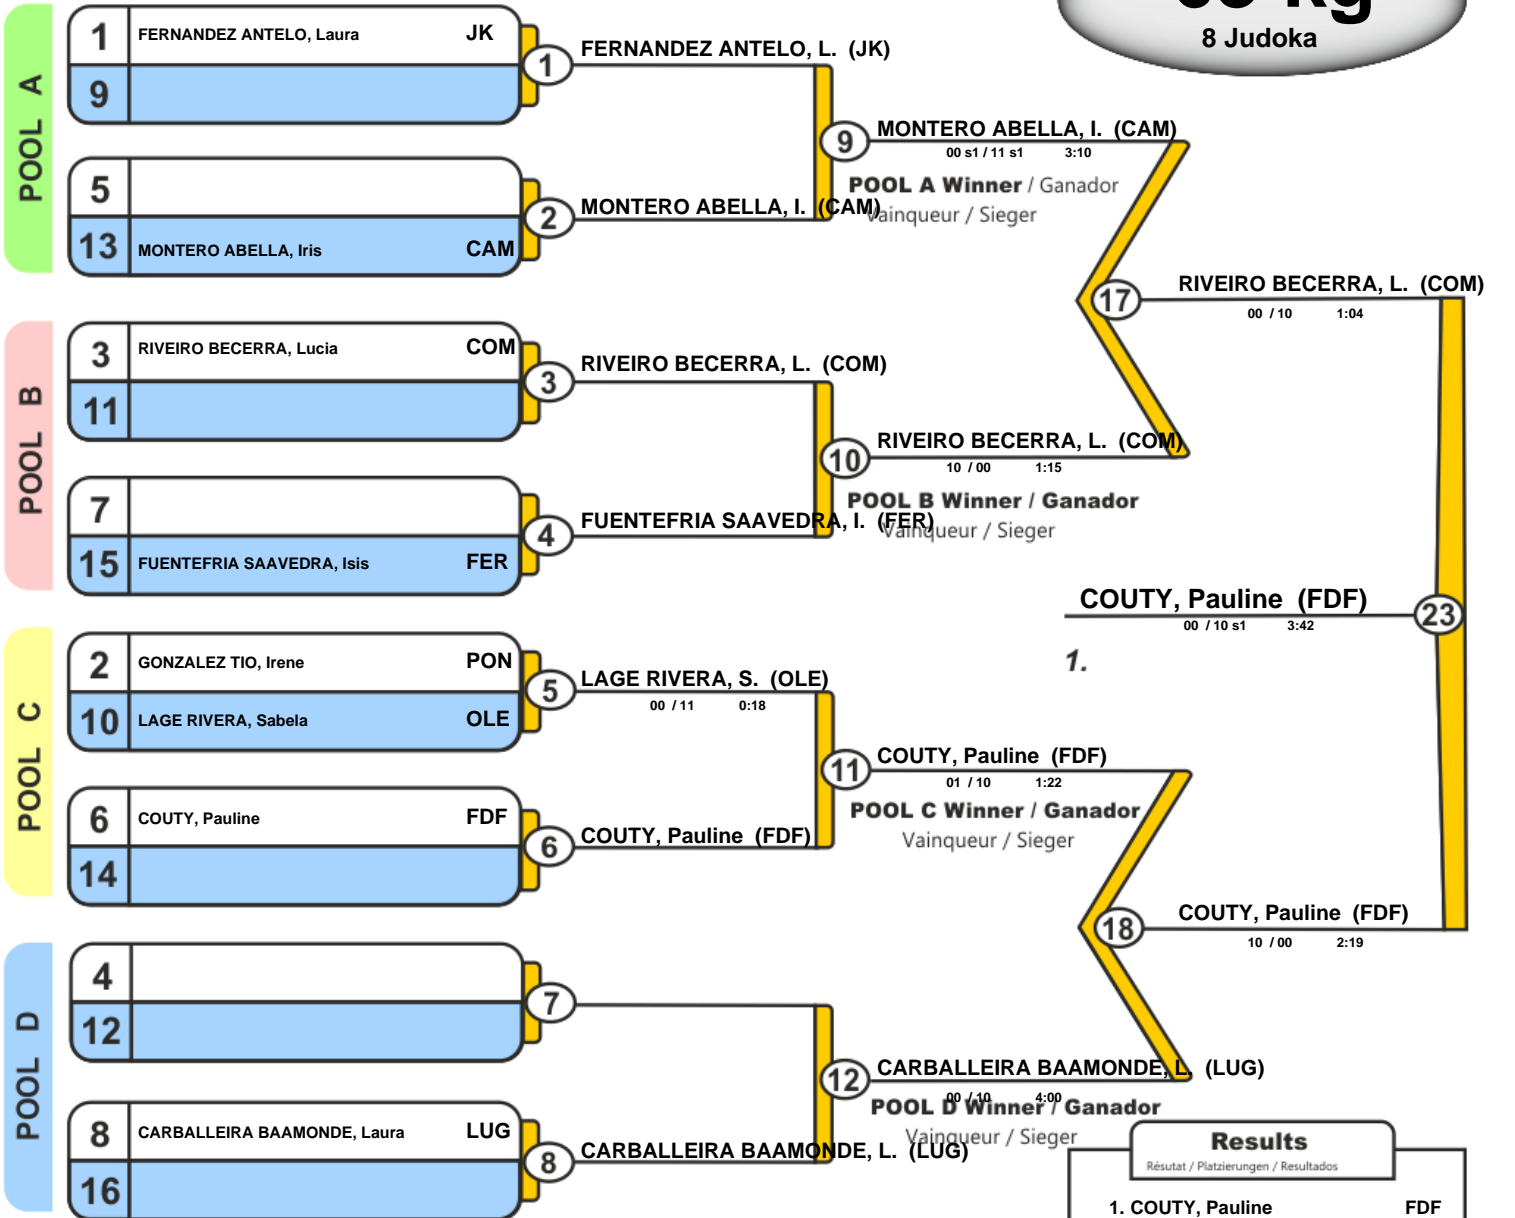 8 Judoka
POOL A
1 FERNANDEZ ANTELO, Laura JK
9
1
FERNANDEZ ANTELO, L. (JK)
5
13 MONTERO ABELLA, Iris CAM
2
MONTERO ABELLA, I. (CAM)
9
MONTERO ABELLA, I. (CAM)
00 s1 / 11 s1 3:10
POOL A Winner / Ganador
Vainqueur / Sieger
POOL B
3 RIVEIRO BECERRA, Lucia COM
11
3
RIVEIRO BECERRA, L. (COM)
7
15 FUENTEFRIA SAAVEDRA, Isis FER
4
FUENTEFRIA SAAVEDRA, I. (FER)
10
RIVEIRO BECERRA, L. (COM)
10 / 00 1:15
POOL B Winner / Ganador
Vainqueur / Sieger
17
RIVEIRO BECERRA, L. (COM)
00 / 10 1:04
POOL C
2 GONZALEZ TIO, Irene PON
10 LAGE RIVERA, Sabela OLE
5
LAGE RIVERA, S. (OLE)
00 / 11 0:18
6 COUTY, Pauline FDF
14
6
COUTY, Pauline (FDF)
11
COUTY, Pauline (FDF)
01 / 10 1:22
POOL C Winner / Ganador
Vainqueur / Sieger
POOL D
4
12
7
8 CARBALLEIRA BAAMONDE, Laura LUG
16
8
CARBALLEIRA BAAMONDE, L. (LUG)
12
CARBALLEIRA BAAMONDE, L. (LUG)
00 / 10 4:00
POOL D Winner / Ganador
Vainqueur / Sieger
18
COUTY, Pauline (FDF)
10 / 00 2:19
23
COUTY, Pauline (FDF)
00 / 10 s1 3:42
1.
Results
Résutat / Platzierungen / Resultados
1. COUTY, Pauline FDF